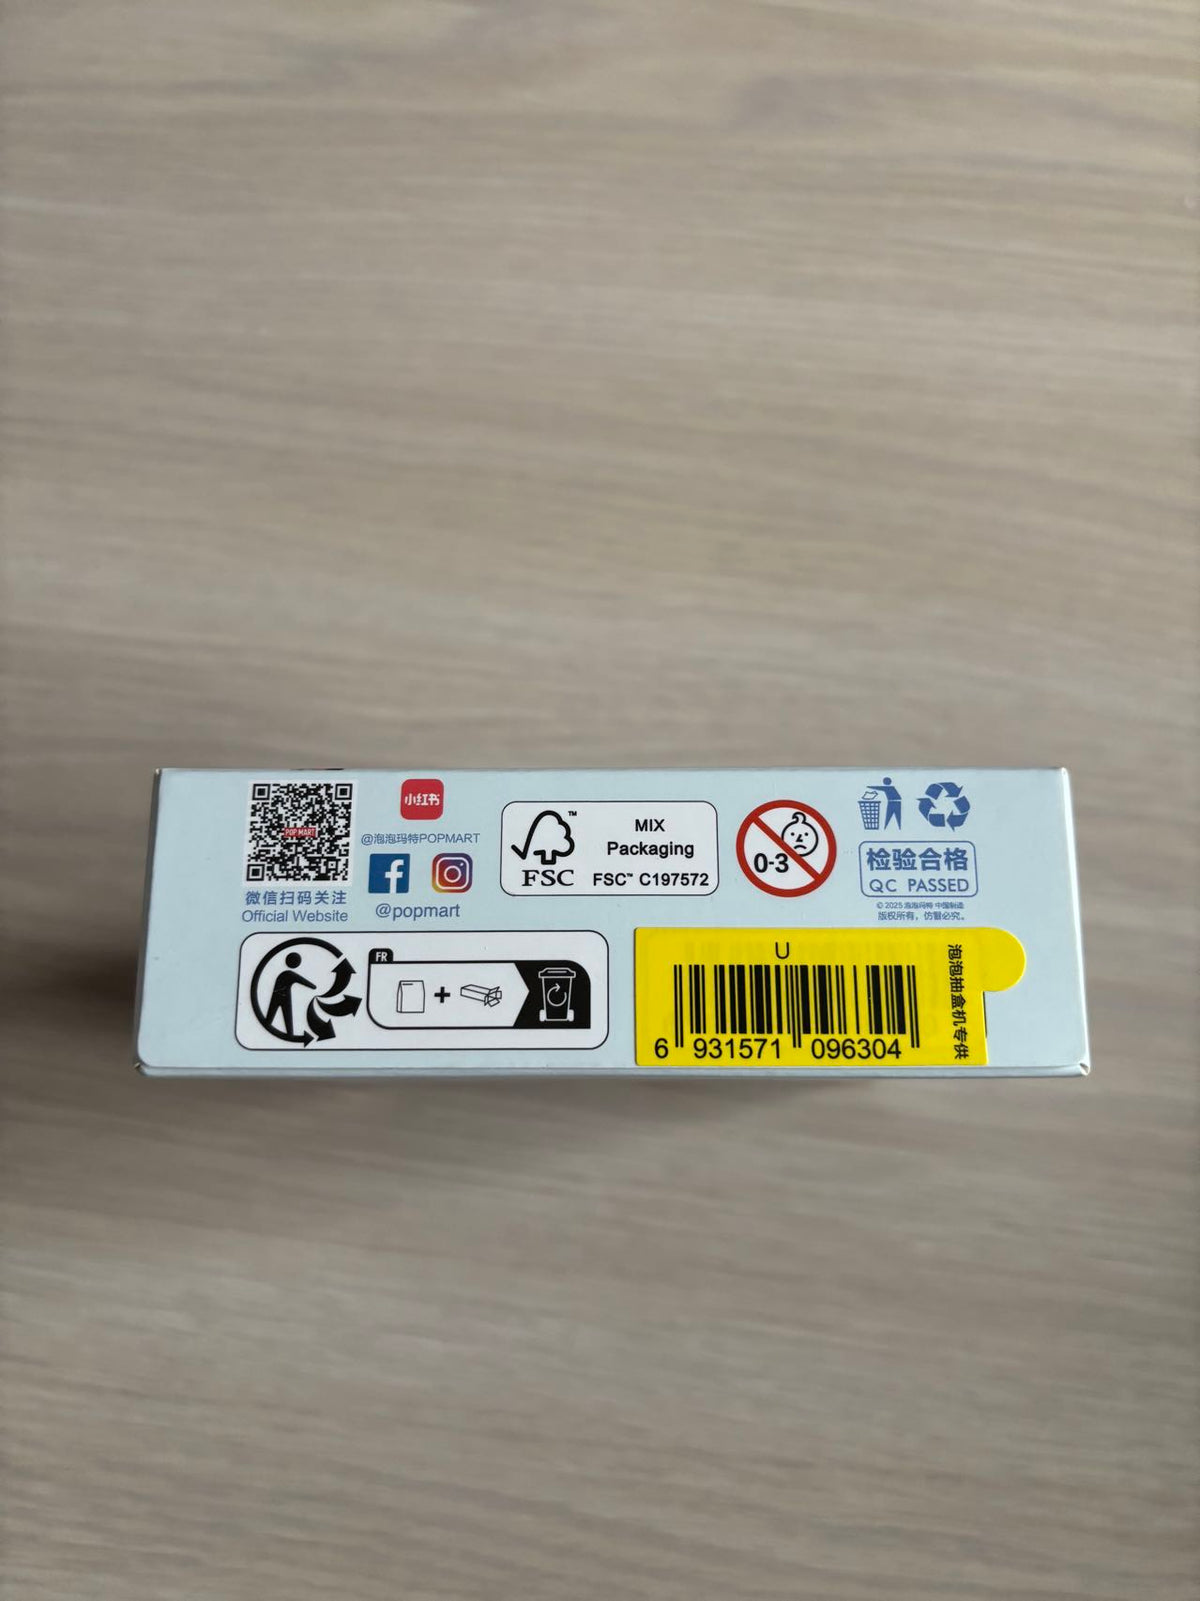 POP MART
微信扫码关注
Official Website
小红书
@泡泡玛特POPMART
@popmart
FSC™
MIX
Packaging
FSC™ C197572
0-3
检验合格
QC PASSED
© 2025 泡泡玛特 中国制造
版权所有，仿冒必究。
FR
U
6 931571 096304
泡泡抽盒机专供